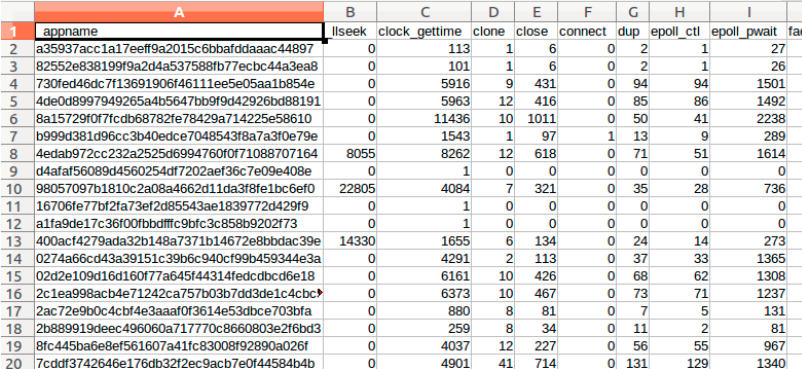 A B C D E F G H I
1 appname _llseek clock_gettime clone close connect dup epoll_ctl epoll_pwait fac
2 a35937acc1a17eeff9a2015c6bbafddaaac44897 0 113 1 6 0 2 1 27
3 82552e838199f9a2d4a537588fb77ecbc44a3ea8 0 101 1 6 0 2 1 26
4 730fed46dc7f13691906f46111ee5e05aa1b854e 0 5916 9 431 0 94 94 1501
5 4de0d8997949265a4b5647bb9f9d42926bd88191 0 5963 12 416 0 85 86 1492
6 8a15729f0f7fcdb68782fe78429a714225e58610 0 11436 10 1011 0 50 41 2238
7 b999d381d96cc3b40edce7048543f8a7a3f0e79e 0 1543 1 97 1 13 9 289
8 4edab972cc232a2525d6994760f0f71088707164 8055 8262 12 618 0 71 51 1614
9 d4afaf56089d4560254df7202aef36c7e09e408e 0 1 0 0 0 0 0 0
10 98057097b1810c2a08a4662d11da3f8fe1bc6ef0 22805 4084 7 321 0 35 28 736
11 16706fe77bf2fa73ef2d85543ae1839772d429f9 0 1 0 0 0 0 0 0
12 a1fa9de17c36f00fbbdfffc9bfc3c858b9202f73 0 1 0 0 0 0 0 0
13 400acf4279ada32b148a7371b14672e8bbdac39e 14330 1655 6 134 0 24 14 273
14 0274a66cd43a39151c39b6c940cf99b459344e3a 0 4291 2 113 0 37 33 1365
15 02d2e109d16d160f77a645f44314fedcdbcd6e18 0 6161 10 426 0 68 62 1308
16 2c1ea998acb4e71242ca757b03b7dd3de1c4cbc 0 6373 10 467 0 73 71 1237
17 2ac72e9b0c4cbf4e3aaaf0f3614e53dbce703bfa 0 880 8 81 0 7 5 131
18 2b889919deec496060a717770c8660803e2f6bd3 0 259 8 34 0 11 2 81
19 8fc445ba6e8ef561607a41fc83008f92890a026f 0 4037 12 227 0 56 55 967
20 7cddf3742646e176db32f2ec9acb7e0f44584b4b 0 4901 41 714 0 131 129 1340